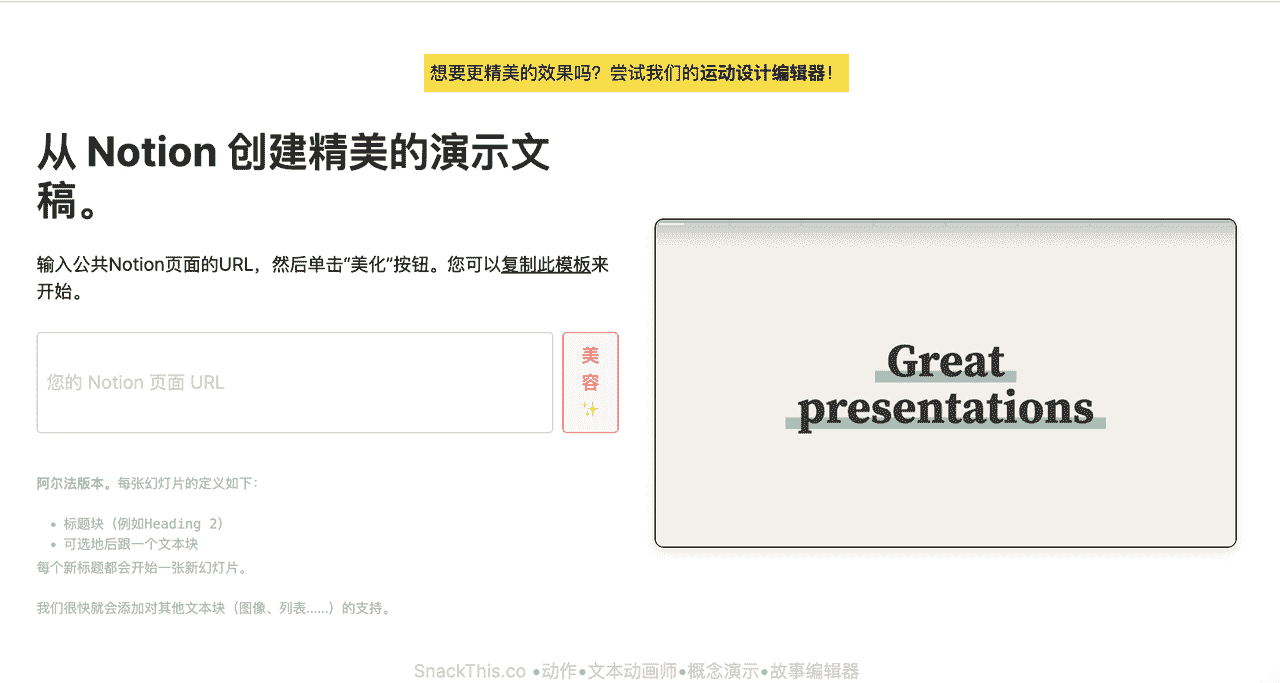 想要更精美的效果吗？尝试我们的运动设计编辑器！
从 Notion 创建精美的演示文
稿。
输入公共Notion页面的URL，然后单击“美化”按钮。您可以复制此模板来
开始。
您的 Notion 页面 URL
美
容
✨
阿尔法版本。每张幻灯片的定义如下：
• 标题块（例如Heading 2）
• 可选地后跟一个文本块
每个新标题都会开始一张新幻灯片。
我们很快就会添加对其他文本块（图像、列表……）的支持。
Great
presentations
SnackThis.co •动作•文本动画师•概念演示•故事编辑器